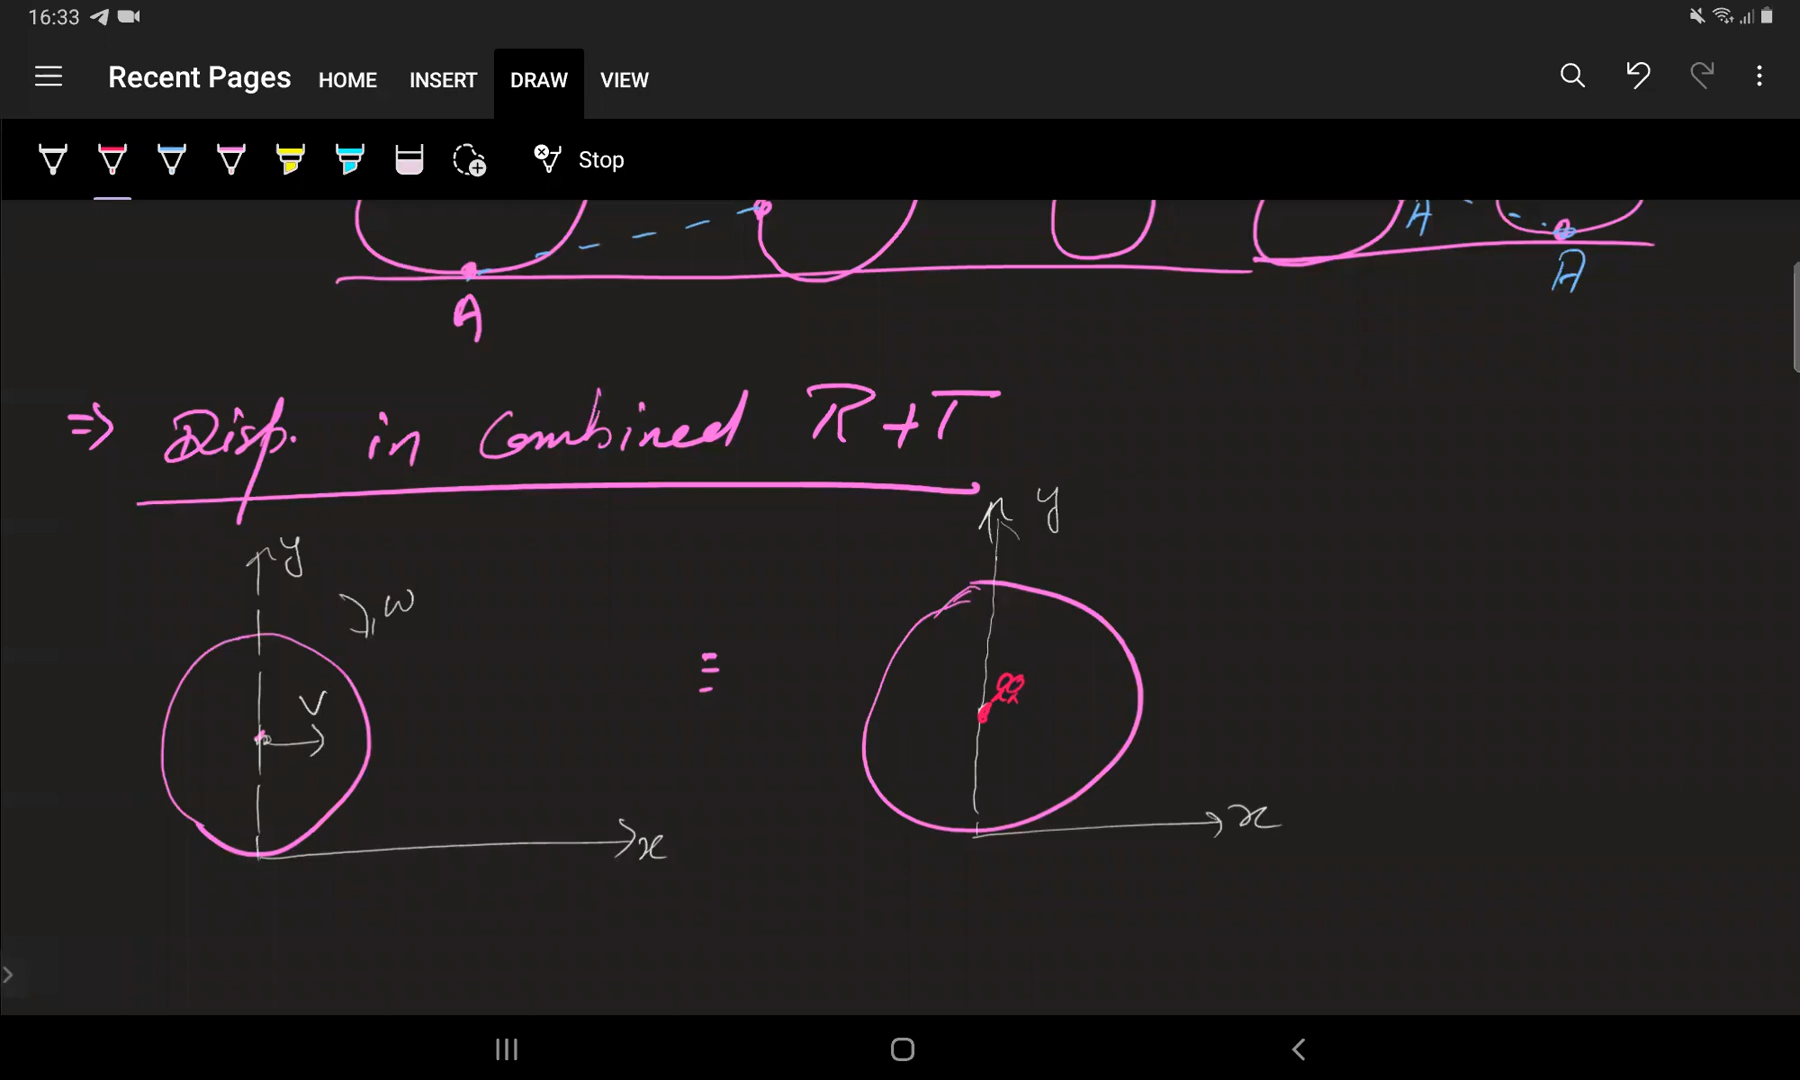 16:33
Recent Pages HOME INSERT DRAW VIEW
Stop
A
A
A
⇒ Disp. in Combined R+T
y
y
ω
V
≡
x
x